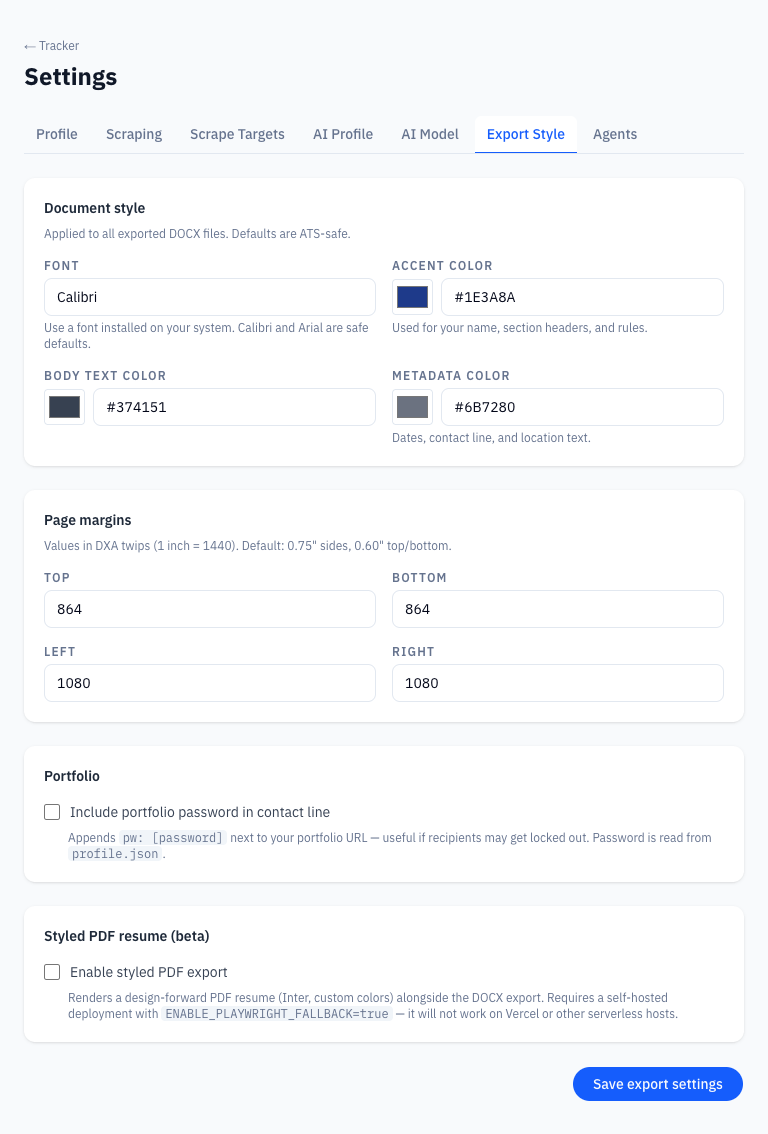 ← Tracker
Settings
Profile Scraping Scrape Targets AI Profile AI Model Export Style Agents
Document style
Applied to all exported DOCX files. Defaults are ATS-safe.
FONT
Calibri
Use a font installed on your system. Calibri and Arial are safe
defaults.
ACCENT COLOR
#1E3A8A
Used for your name, section headers, and rules.
BODY TEXT COLOR
#374151
METADATA COLOR
#6B7280
Dates, contact line, and location text.
Page margins
Values in DXA twips (1 inch = 1440). Default: 0.75" sides, 0.60" top/bottom.
TOP
864
BOTTOM
864
LEFT
1080
RIGHT
1080
Portfolio
Include portfolio password in contact line
Appends pw: [password] next to your portfolio URL — useful if recipients may get locked out. Password is read from
profile.json.
Styled PDF resume (beta)
Enable styled PDF export
Renders a design-forward PDF resume (Inter, custom colors) alongside the DOCX export. Requires a self-hosted
deployment with ENABLE_PLAYWRIGHT_FALLBACK=true — it will not work on Vercel or other serverless hosts.
Save export settings